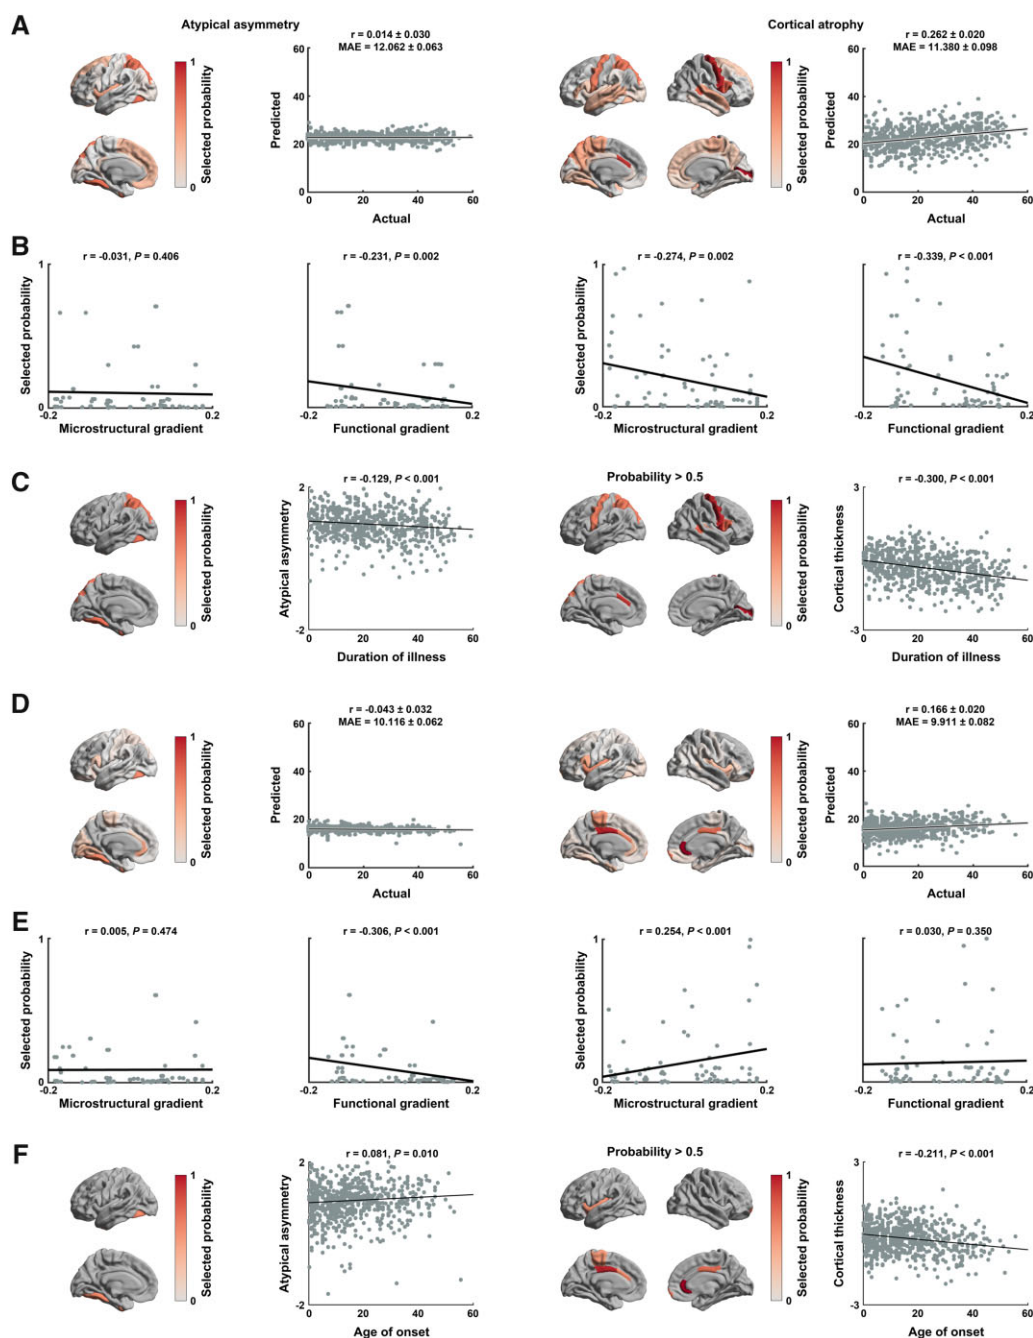 A
Atypical asymmetry
Cortical atrophy
1
Selected probability
0
r = 0.014 ± 0.030
MAE = 12.062 ± 0.063
60
40
20
0
Predicted
0 20 40 60
Actual
1
Selected probability
0
r = 0.262 ± 0.020
MAE = 11.380 ± 0.098
60
40
20
0
Predicted
0 20 40 60
Actual
B
r = -0.031, P = 0.406
1
Selected probability
0
-0.2 0.2
Microstructural gradient
r = -0.231, P = 0.002
-0.2 0.2
Functional gradient
r = -0.274, P = 0.002
1
Selected probability
0
-0.2 0.2
Microstructural gradient
r = -0.339, P < 0.001
-0.2 0.2
Functional gradient
C
1
Selected probability
0
r = -0.129, P < 0.001
2
Atypical asymmetry
-2
0 20 40 60
Duration of illness
Probability > 0.5
1
Selected probability
0
r = -0.300, P < 0.001
3
Cortical thickness
-3
0 20 40 60
Duration of illness
D
1
Selected probability
0
r = -0.043 ± 0.032
MAE = 10.116 ± 0.062
60
40
20
0
Predicted
0 20 40 60
Actual
1
Selected probability
0
r = 0.166 ± 0.020
MAE = 9.911 ± 0.082
60
40
20
0
Predicted
0 20 40 60
Actual
E
r = 0.005, P = 0.474
1
Selected probability
0
-0.2 0.2
Microstructural gradient
r = -0.306, P < 0.001
-0.2 0.2
Functional gradient
r = 0.254, P < 0.001
1
Selected probability
0
-0.2 0.2
Microstructural gradient
r = 0.030, P = 0.350
-0.2 0.2
Functional gradient
F
1
Selected probability
0
r = 0.081, P = 0.010
2
Atypical asymmetry
-2
0 20 40 60
Age of onset
Probability > 0.5
1
Selected probability
0
r = -0.211, P < 0.001
3
Cortical thickness
-3
0 20 40 60
Age of onset